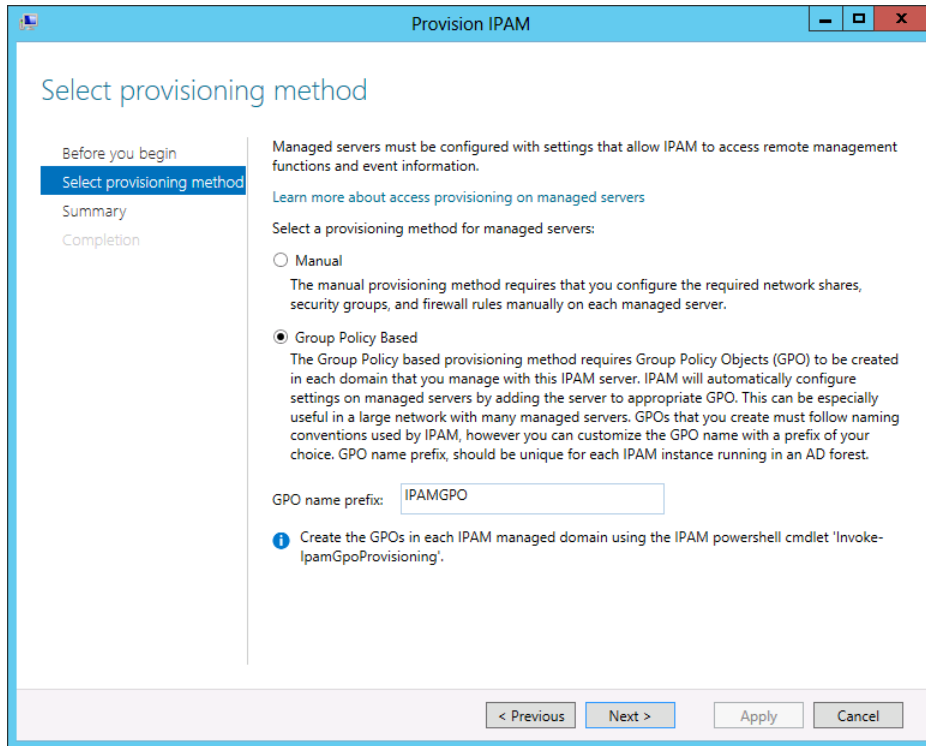 Provision IPAM
Select provisioning method
Before you begin
Select provisioning method
Summary
Completion
Managed servers must be configured with settings that allow IPAM to access remote management
functions and event information.
Learn more about access provisioning on managed servers
Select a provisioning method for managed servers:
Manual
The manual provisioning method requires that you configure the required network shares,
security groups, and firewall rules manually on each managed server.
Group Policy Based
The Group Policy based provisioning method requires Group Policy Objects (GPO) to be created
in each domain that you manage with this IPAM server. IPAM will automatically configure
settings on managed servers by adding the server to appropriate GPO. This can be especially
useful in a large network with many managed servers. GPOs that you create must follow naming
conventions used by IPAM, however you can customize the GPO name with a prefix of your
choice. GPO name prefix, should be unique for each IPAM instance running in an AD forest.
GPO name prefix: IPAMGPO
Create the GPOs in each IPAM managed domain using the IPAM powershell cmdlet 'Invoke-
IpamGpoProvisioning'.
< Previous Next > Apply Cancel